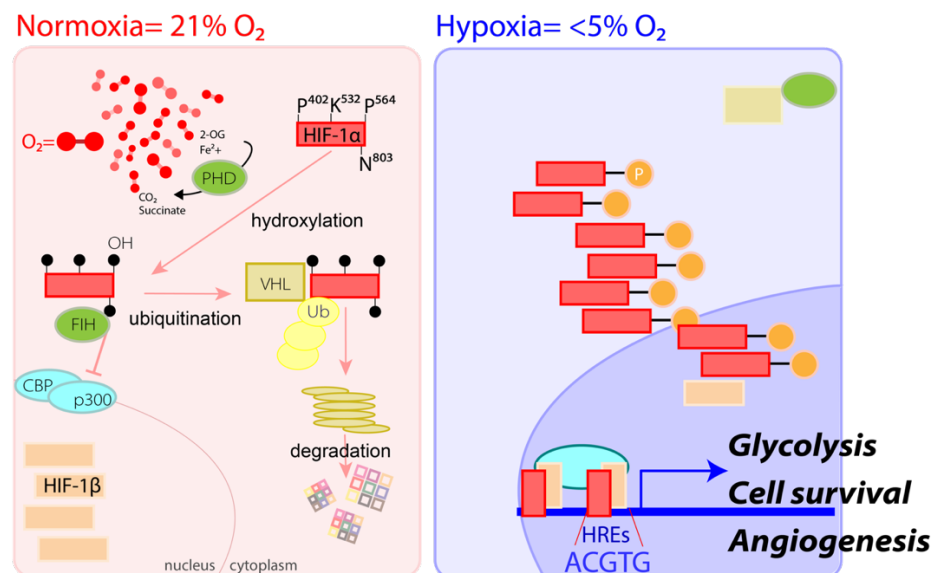 Normoxia= 21% O₂
Hypoxia= <5% O₂
O₂=
2-OG
Fe²+
PHD
CO₂
Succinate
P⁴⁰²K⁵³²P⁵⁶⁴
HIF-1α
N⁸⁰³
hydroxylation
OH
FIH
ubiquitination
VHL
Ub
CBP
p300
degradation
HIF-1β
nucleus
cytoplasm
P
Glycolysis
Cell survival
Angiogenesis
HREs
ACGTG